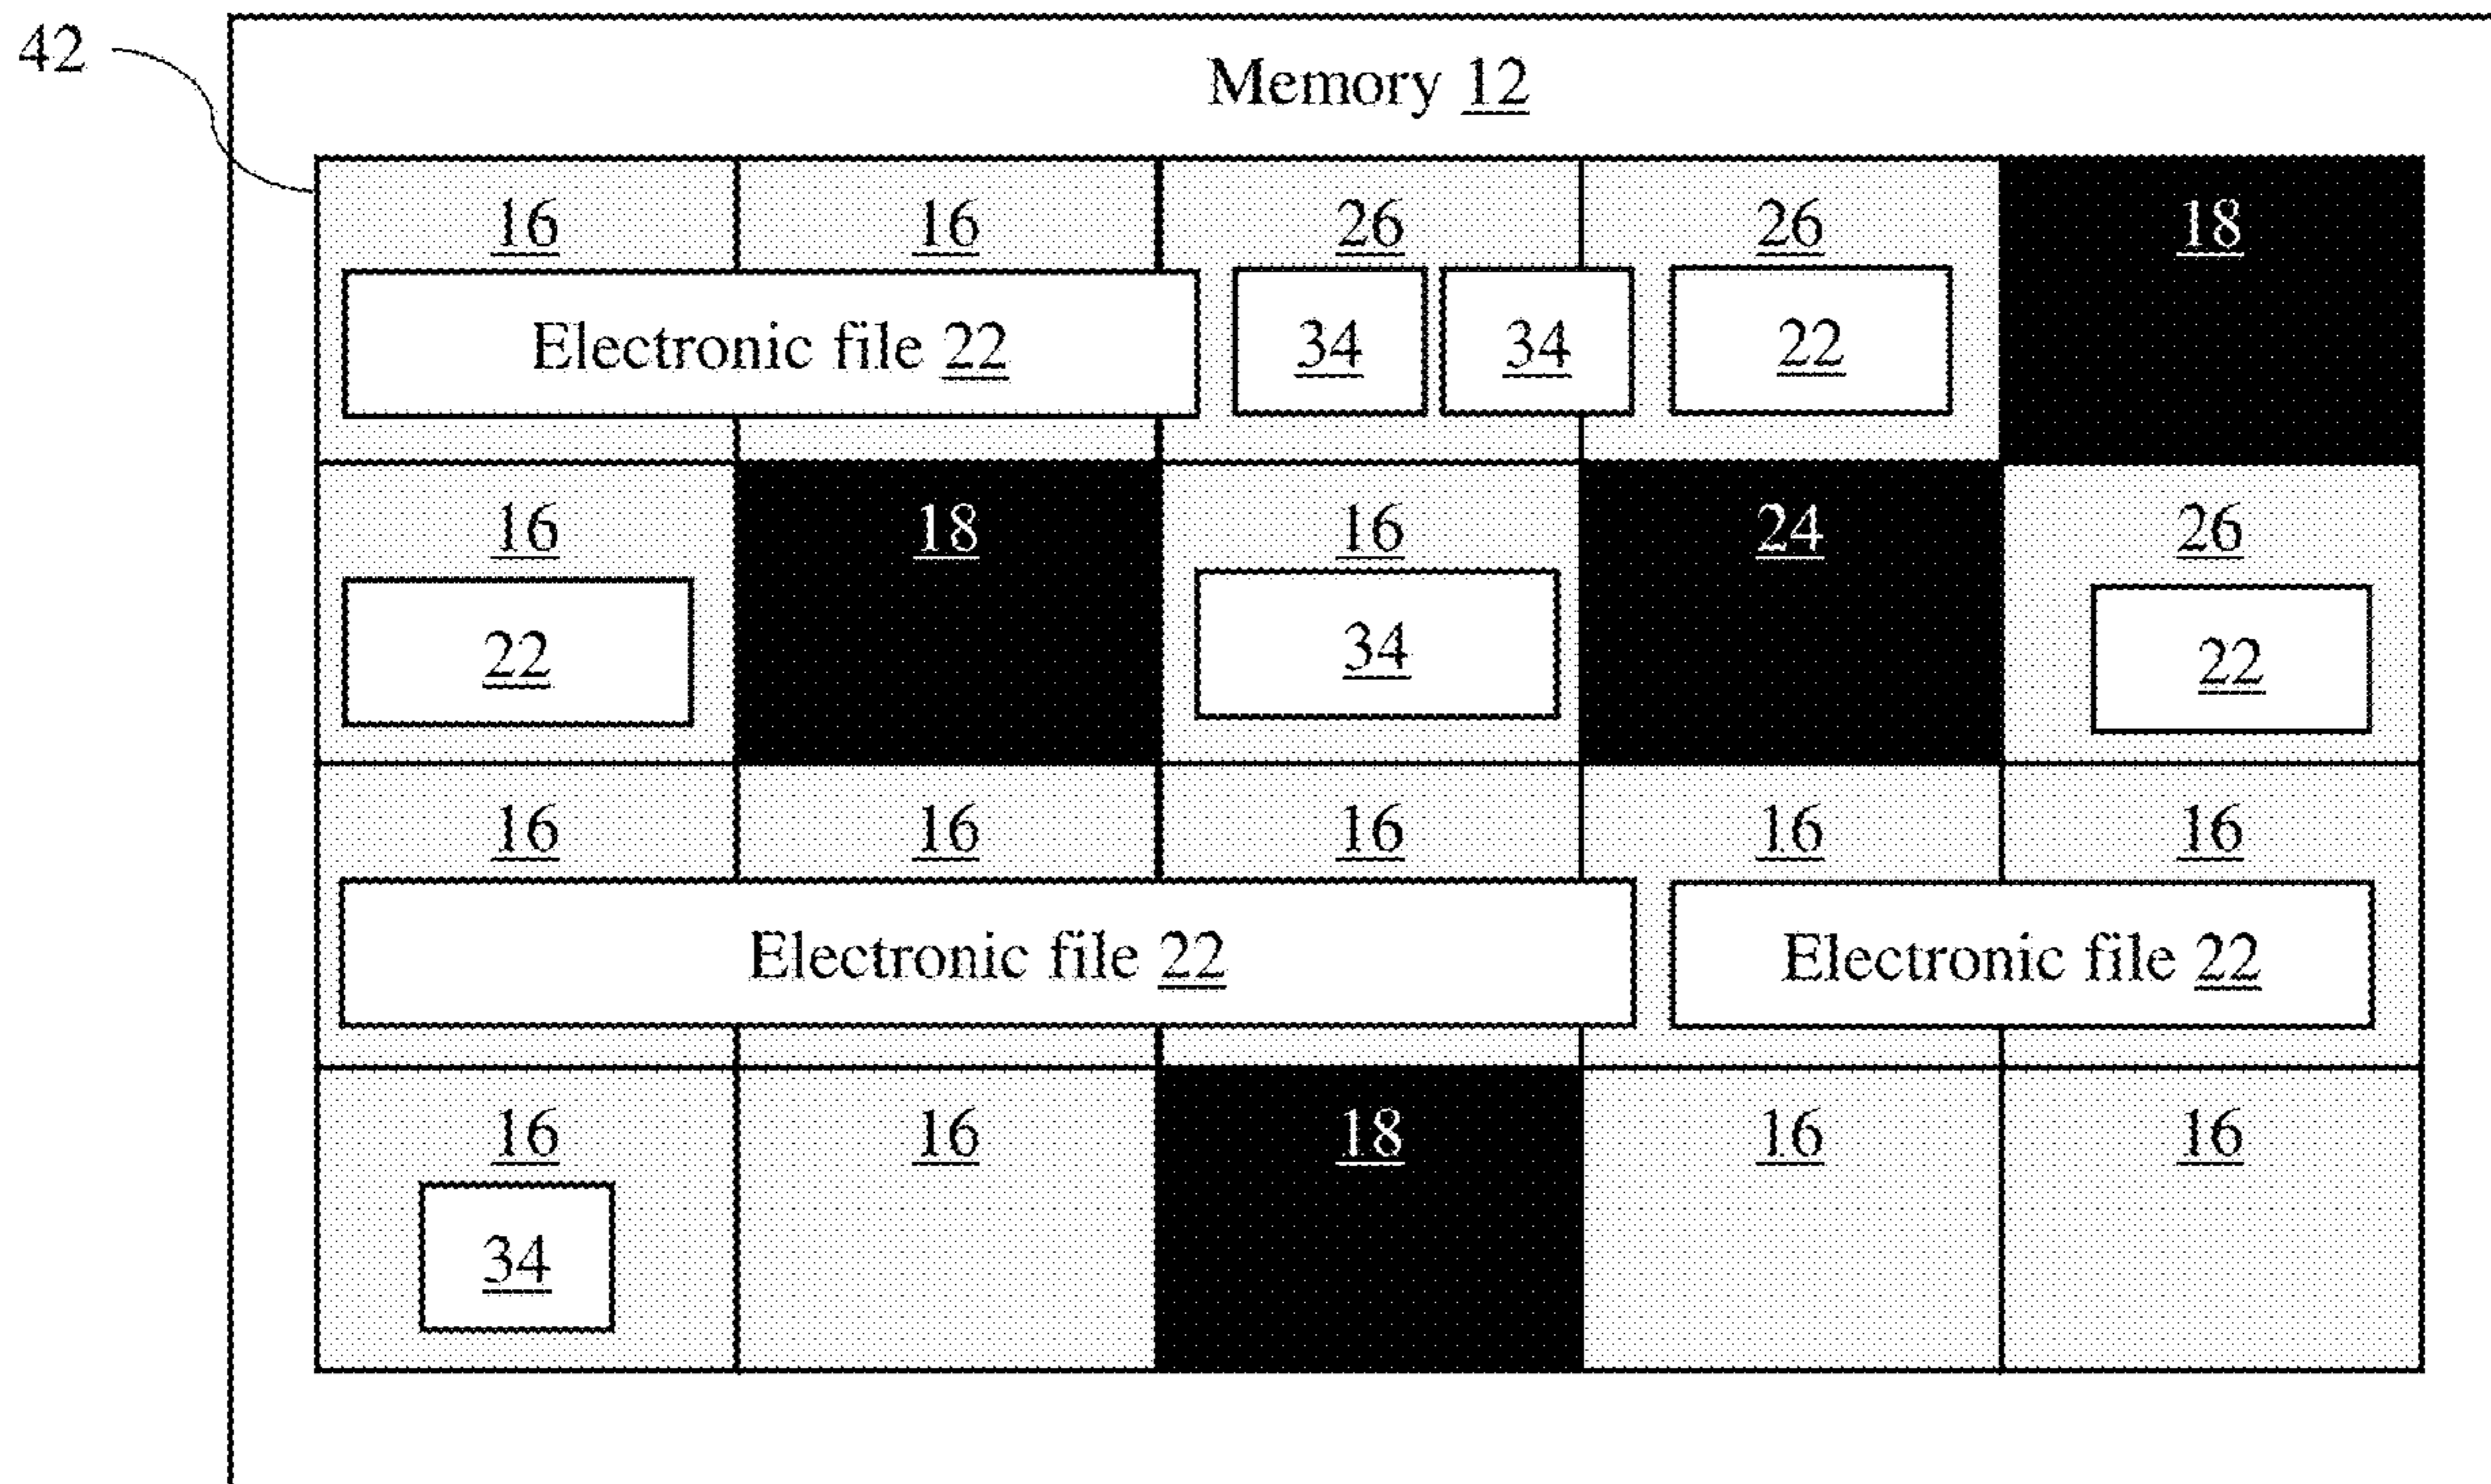 42
Memory 12
16 16 26 26 18
Electronic file 22 34 34 22
16 18 16 24 26
22 34 22
16 16 16 16 16
Electronic file 22 Electronic file 22
16 16 18 16 16
34